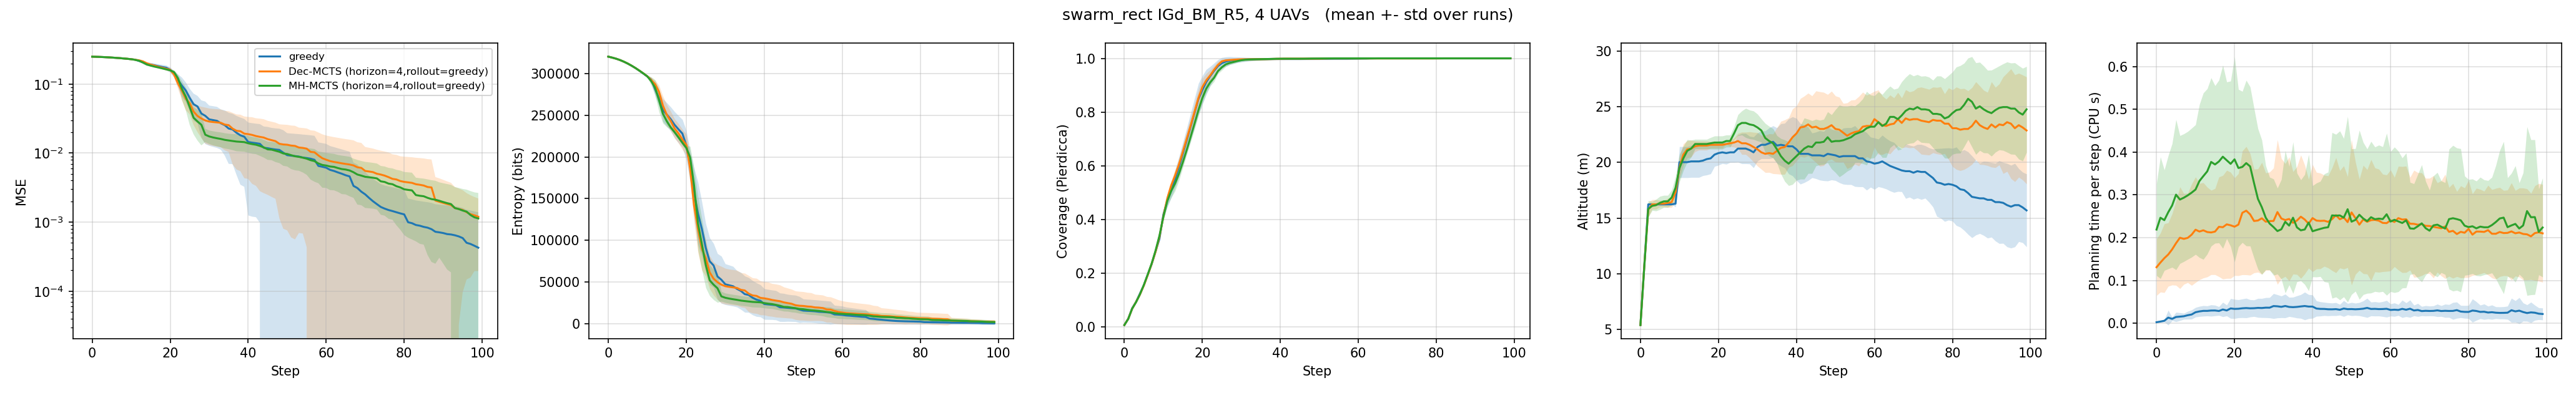 swarm_rect IGd_BM_R5, 4 UAVs   (mean +- std over runs)
greedy
Dec-MCTS (horizon=4,rollout=greedy)
MH-MCTS (horizon=4,rollout=greedy)
MSE
10⁻¹
10⁻²
10⁻³
10⁻⁴
0 20 40 60 80 100
Step
Entropy (bits)
300000
250000
200000
150000
100000
50000
0
0 20 40 60 80 100
Step
Coverage (Pierdicca)
1.0
0.8
0.6
0.4
0.2
0.0
0 20 40 60 80 100
Step
Altitude (m)
30
25
20
15
10
5
0 20 40 60 80 100
Step
Planning time per step (CPU s)
0.6
0.5
0.4
0.3
0.2
0.1
0.0
0 20 40 60 80 100
Step